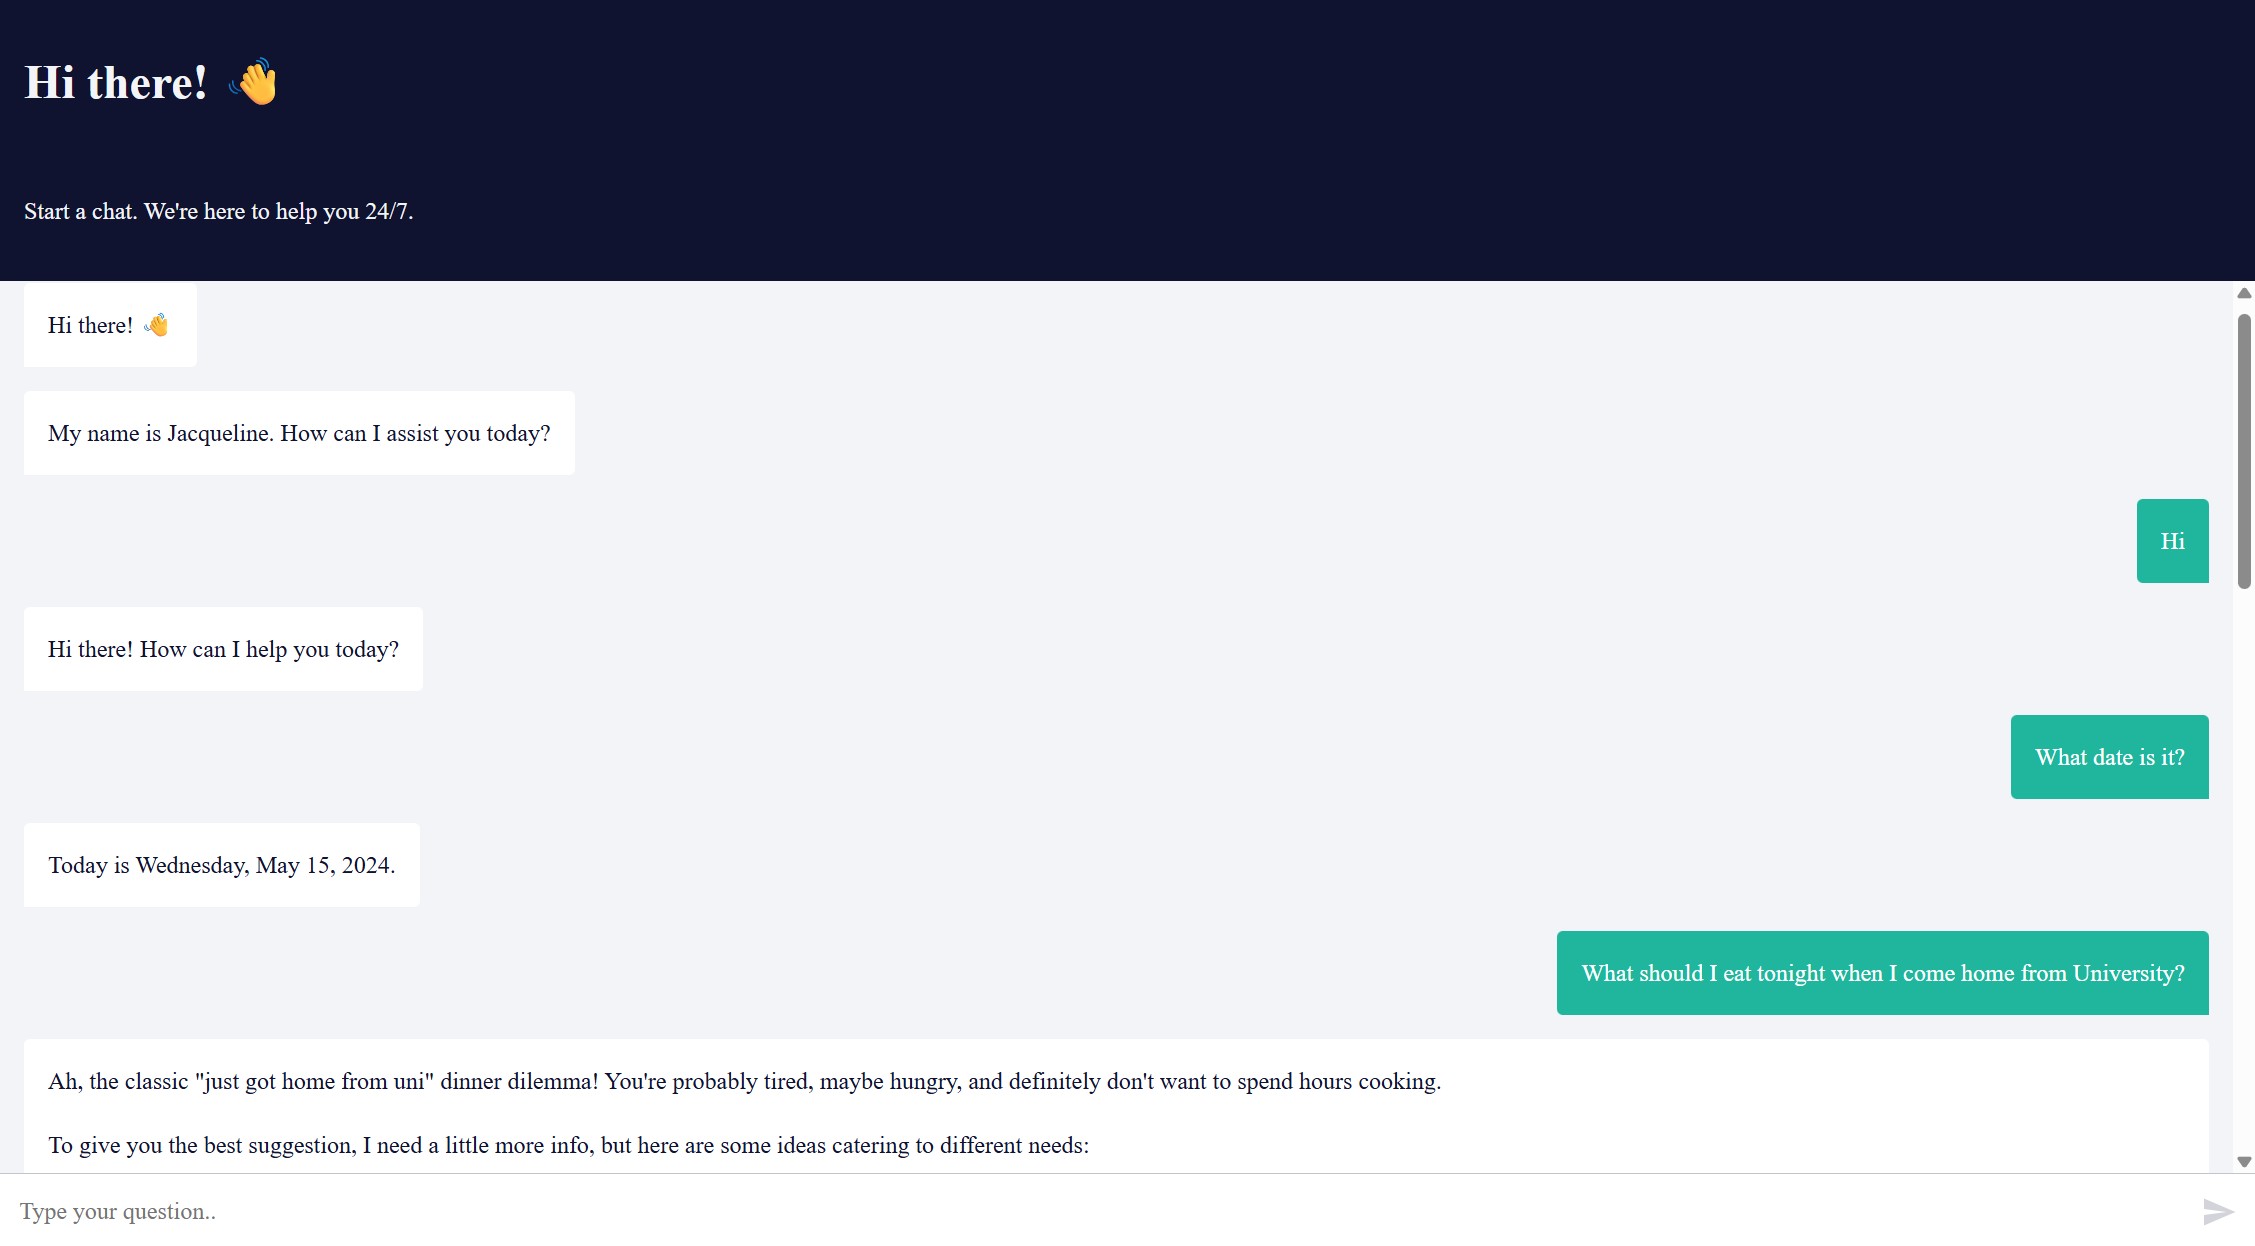 Hi there! 👋
Start a chat. We're here to help you 24/7.
Hi there! 👋
My name is Jacqueline. How can I assist you today?
Hi
Hi there! How can I help you today?
What date is it?
Today is Wednesday, May 15, 2024.
What should I eat tonight when I come home from University?
Ah, the classic "just got home from uni" dinner dilemma! You're probably tired, maybe hungry, and definitely don't want to spend hours cooking.
To give you the best suggestion, I need a little more info, but here are some ideas catering to different needs:
Type your question..